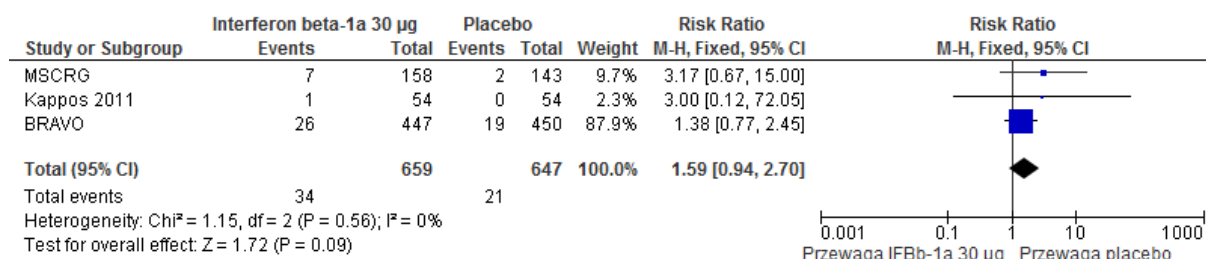 Interferon beta-1a 30 µg Placebo Risk Ratio Risk Ratio
Study or Subgroup Events Total Events Total Weight M-H, Fixed, 95% CI M-H, Fixed, 95% CI
MSCRG 7 158 2 143 9.7% 3.17 [0.67, 15.00]
Kappos 2011 1 54 0 54 2.3% 3.00 [0.12, 72.05]
BRAVO 26 447 19 450 87.9% 1.38 [0.77, 2.45]
Total (95% CI) 659 647 100.0% 1.59 [0.94, 2.70]
Total events 34 21
Heterogeneity: Chi² = 1.15, df = 2 (P = 0.56); I² = 0%
Test for overall effect: Z = 1.72 (P = 0.09)
0.001 0.1 1 10 1000
Przewaga IFBb-1a 30 µg Przewaga placebo